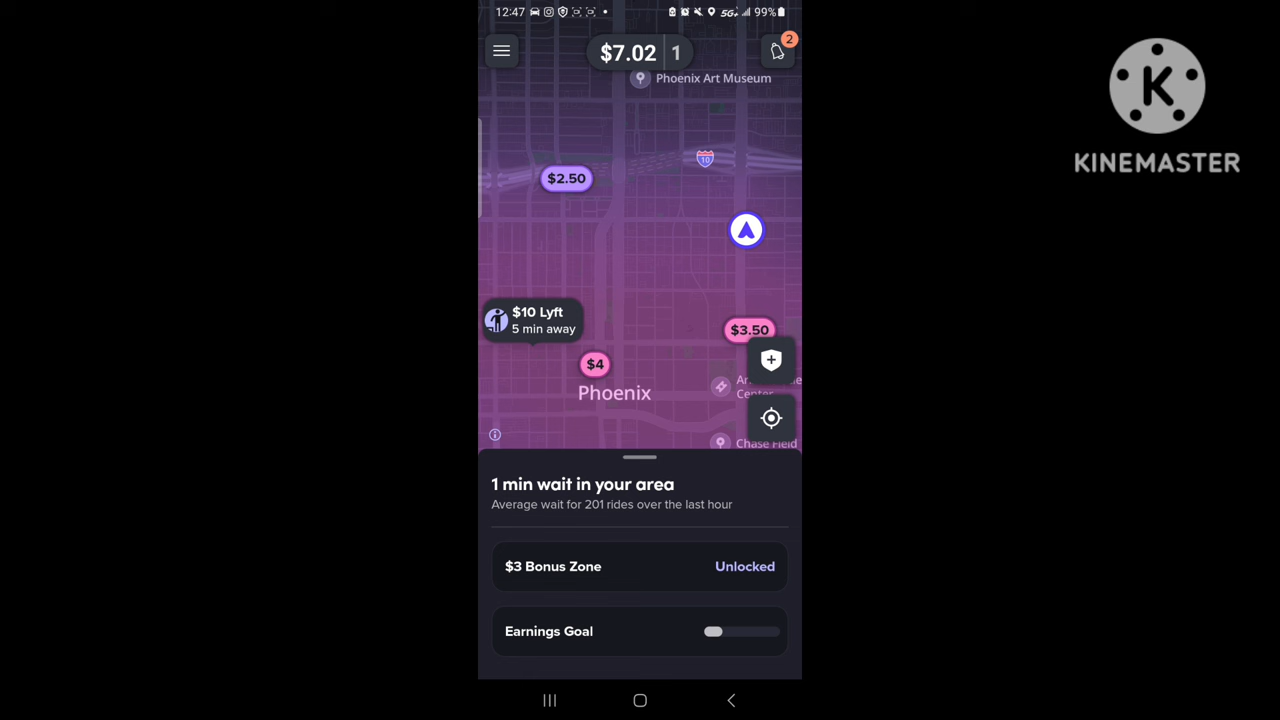 12:47
5G+ 99%
$7.02 1
2
Phoenix Art Museum
10
$2.50
$10 Lyft
5 min away
$3.50
$4
Phoenix
Center
Chase Field
1 min wait in your area
Average wait for 201 rides over the last hour
$3 Bonus Zone
Unlocked
Earnings Goal
K
KINEMASTER